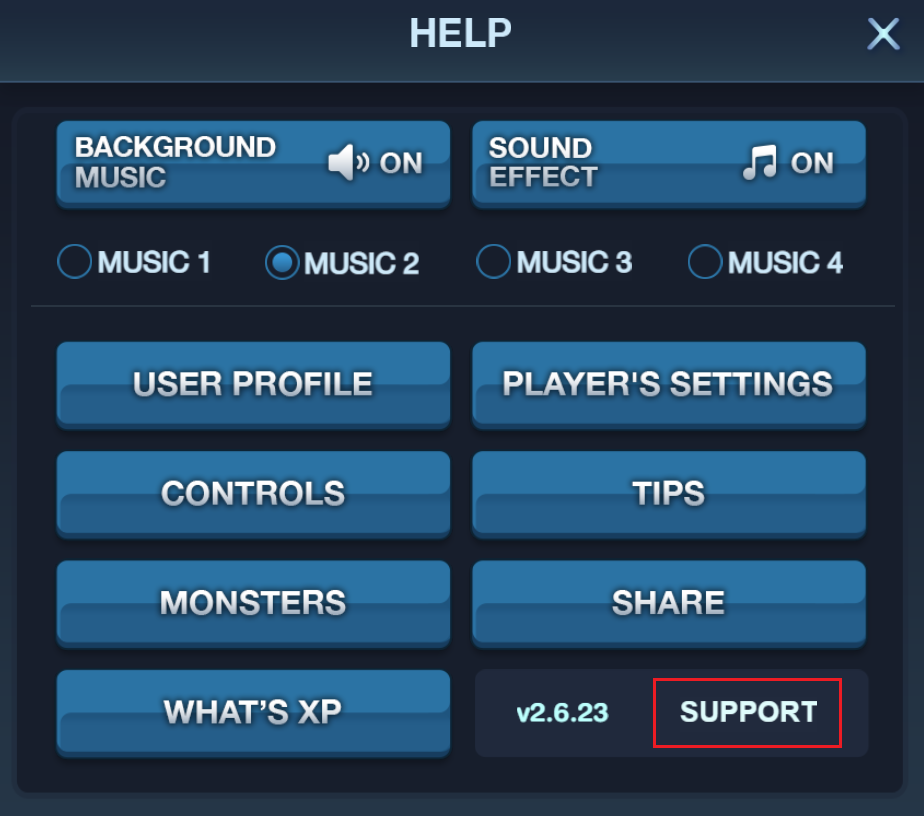 HELP
BACKGROUND
MUSIC
ON
SOUND
EFFECT
ON
MUSIC 1
MUSIC 2
MUSIC 3
MUSIC 4
USER PROFILE
PLAYER'S SETTINGS
CONTROLS
TIPS
MONSTERS
SHARE
WHAT’S XP
v2.6.23
SUPPORT